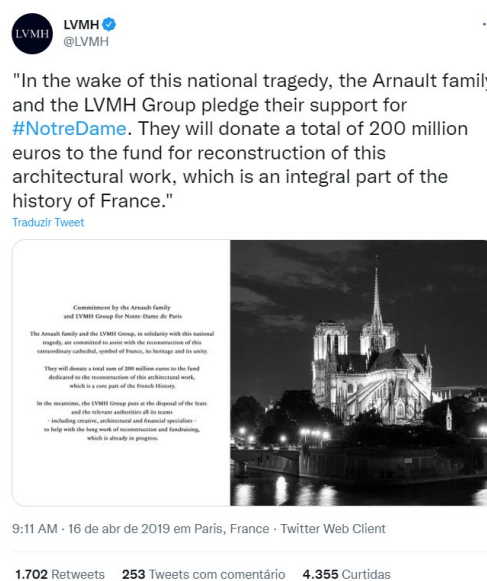 LVMH
LVMH
@LVMH
"In the wake of this national tragedy, the Arnault family
and the LVMH Group pledge their support for
#NotreDame. They will donate a total of 200 million
euros to the fund for reconstruction of this
architectural work, which is an integral part of the
history of France."
Traduzir Tweet
Commitment by the Arnault family
and LVMH Group for Notre-Dame de Paris
The Arnault family and the LVMH Group, in solidarity with this national
tragedy, are committed to assist with the reconstruction of this
extraordinary cathedral, symbol of France, its heritage and its unity.
They will donate a total sum of 200 million euros to the fund
dedicated to the reconstruction of this architectural work,
which is a core part of the French History.
In the meantime, the LVMH Group puts at the disposal of the State
and the relevant authorities all its teams
- including creative, architectural and financial specialists -
to help with the long work of reconstruction and fundraising,
which is already in progress.
9:11 AM · 16 de abr de 2019 em Paris, France · Twitter Web Client
1.702 Retweets 253 Tweets com comentário 4.355 Curtidas